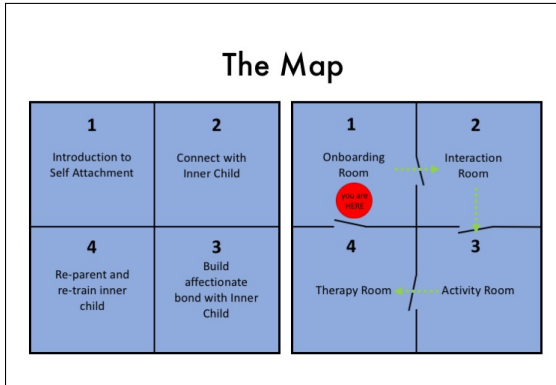 The Map
1
Introduction to
Self Attachment
2
Connect with
Inner Child
4
Re-parent and
re-train inner
child
3
Build
affectionate
bond with Inner
Child
1
Onboarding
Room
you are
HERE
2
Interaction
Room
4
Therapy Room
3
Activity Room